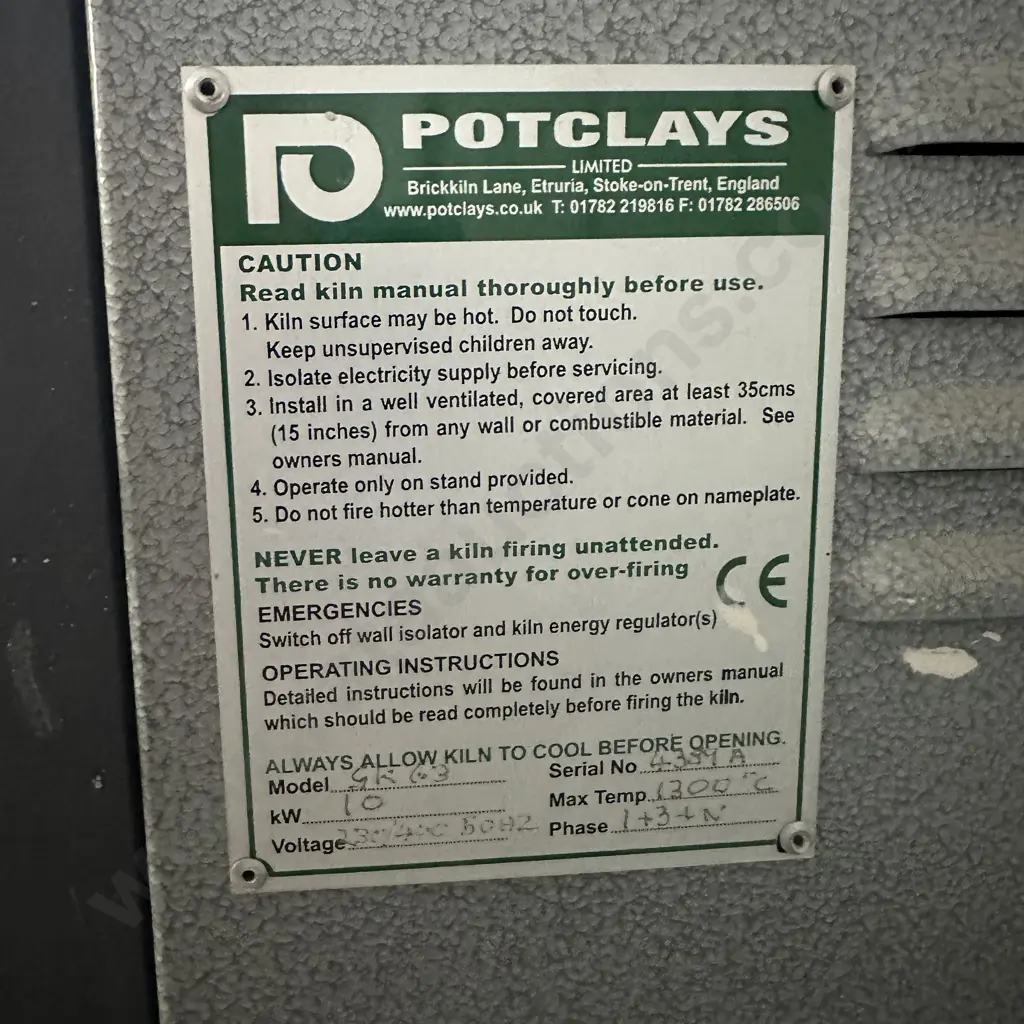 POTCLAYS
LIMITED
Brickkiln Lane, Etruria, Stoke-on-Trent, England
www.potclays.co.uk T: 01782 219816 F: 01782 286506
CAUTION
Read kiln manual thoroughly before use.
1. Kiln surface may be hot. Do not touch.
Keep unsupervised children away.
2. Isolate electricity supply before servicing.
3. Install in a well ventilated, covered area at least 35cms
(15 inches) from any wall or combustible material. See
owners manual.
4. Operate only on stand provided.
5. Do not fire hotter than temperature or cone on nameplate.
NEVER leave a kiln firing unattended.
There is no warranty for over-firing
CE
EMERGENCIES
Switch off wall isolator and kiln energy regulator(s)
OPERATING INSTRUCTIONS
Detailed instructions will be found in the owners manual
which should be read completely before firing the kiln.
ALWAYS ALLOW KILN TO COOL BEFORE OPENING.
Model
Serial No
kW 10
Max Temp. 1300°C
Voltage 230/400 50HZ
Phase 1+3+N